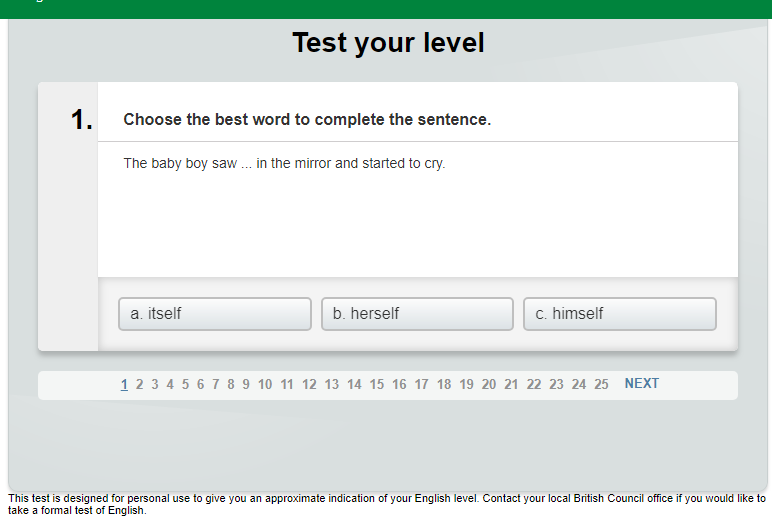 Test your level
1.
Choose the best word to complete the sentence.
The baby boy saw ... in the mirror and started to cry.
a. itself
b. herself
c. himself
1 2 3 4 5 6 7 8 9 10 11 12 13 14 15 16 17 18 19 20 21 22 23 24 25 NEXT
This test is designed for personal use to give you an approximate indication of your English level. Contact your local British Council office if you would like to
take a formal test of English.